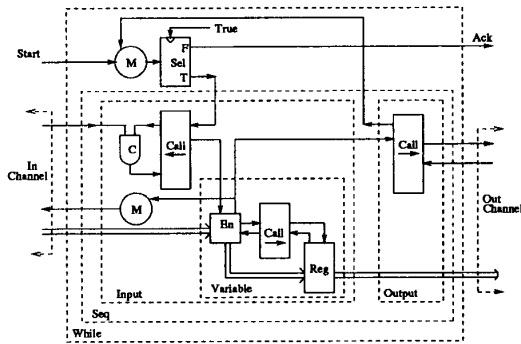 True
Start
M
F
Sel
T
Ack
In
Channel
C
Call
Call
Out
Channel
M
En
Call
Reg
Input
Variable
Output
Seq
While